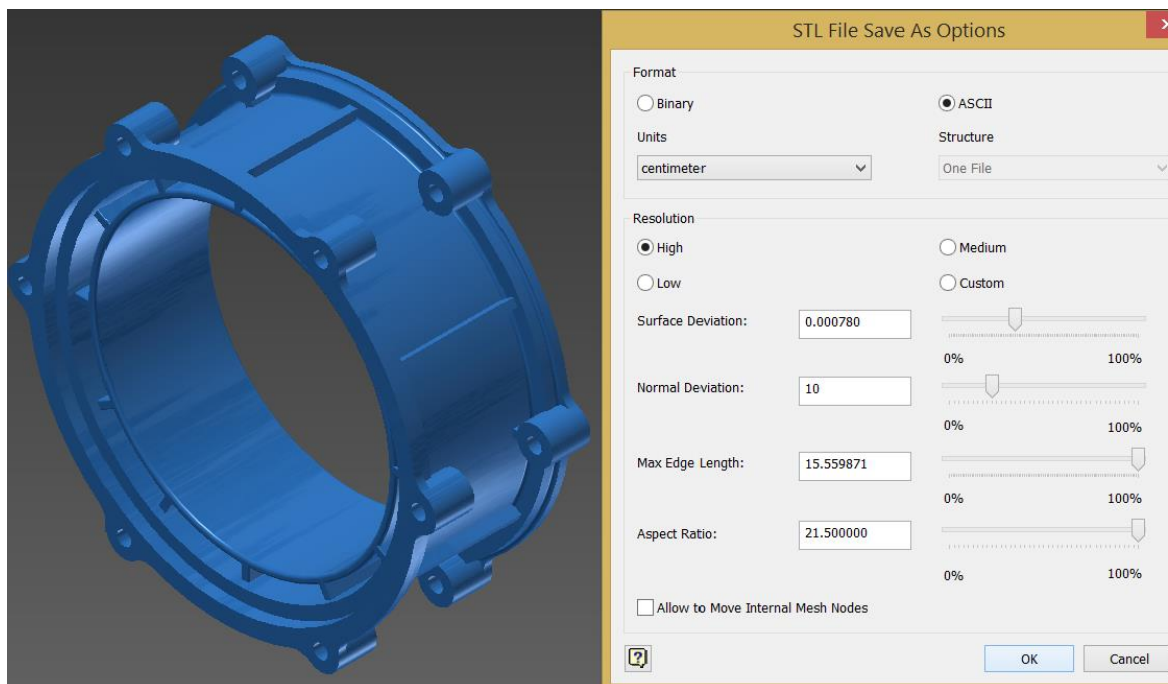 STL File Save As Options
Format
Binary
ASCII
Units
Structure
centimeter
One File
Resolution
High
Medium
Low
Custom
Surface Deviation:
0.000780
0%
100%
Normal Deviation:
10
0%
100%
Max Edge Length:
15.559871
0%
100%
Aspect Ratio:
21.500000
0%
100%
Allow to Move Internal Mesh Nodes
?
OK
Cancel